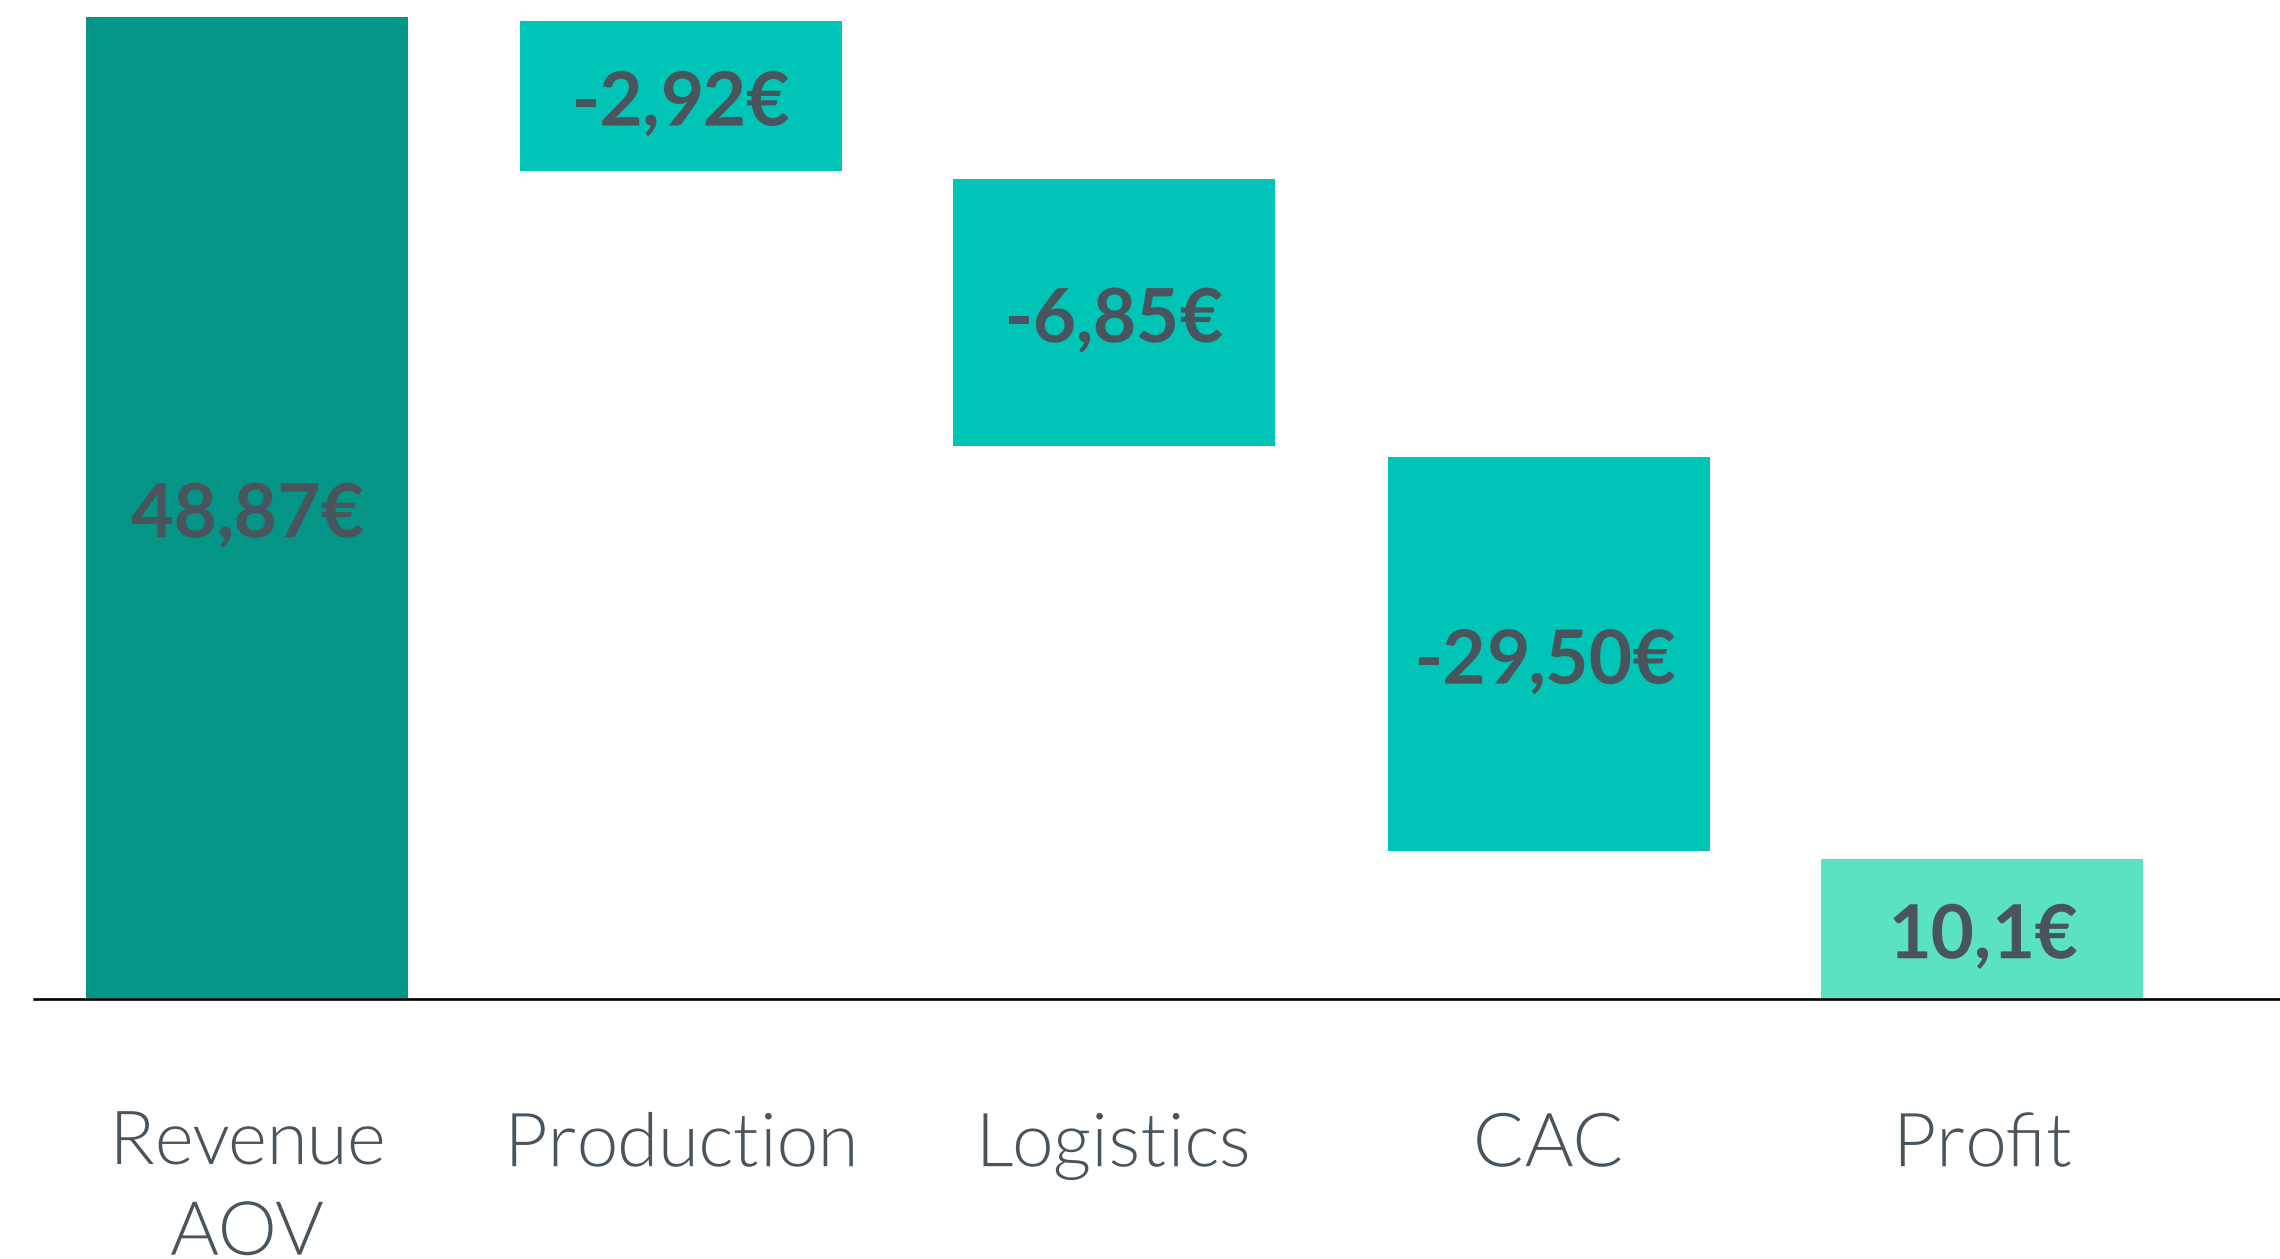 48,87€
-2,92€
-6,85€
-29,50€
10,1€
Revenue
AOV
Production
Logistics
CAC
Profit